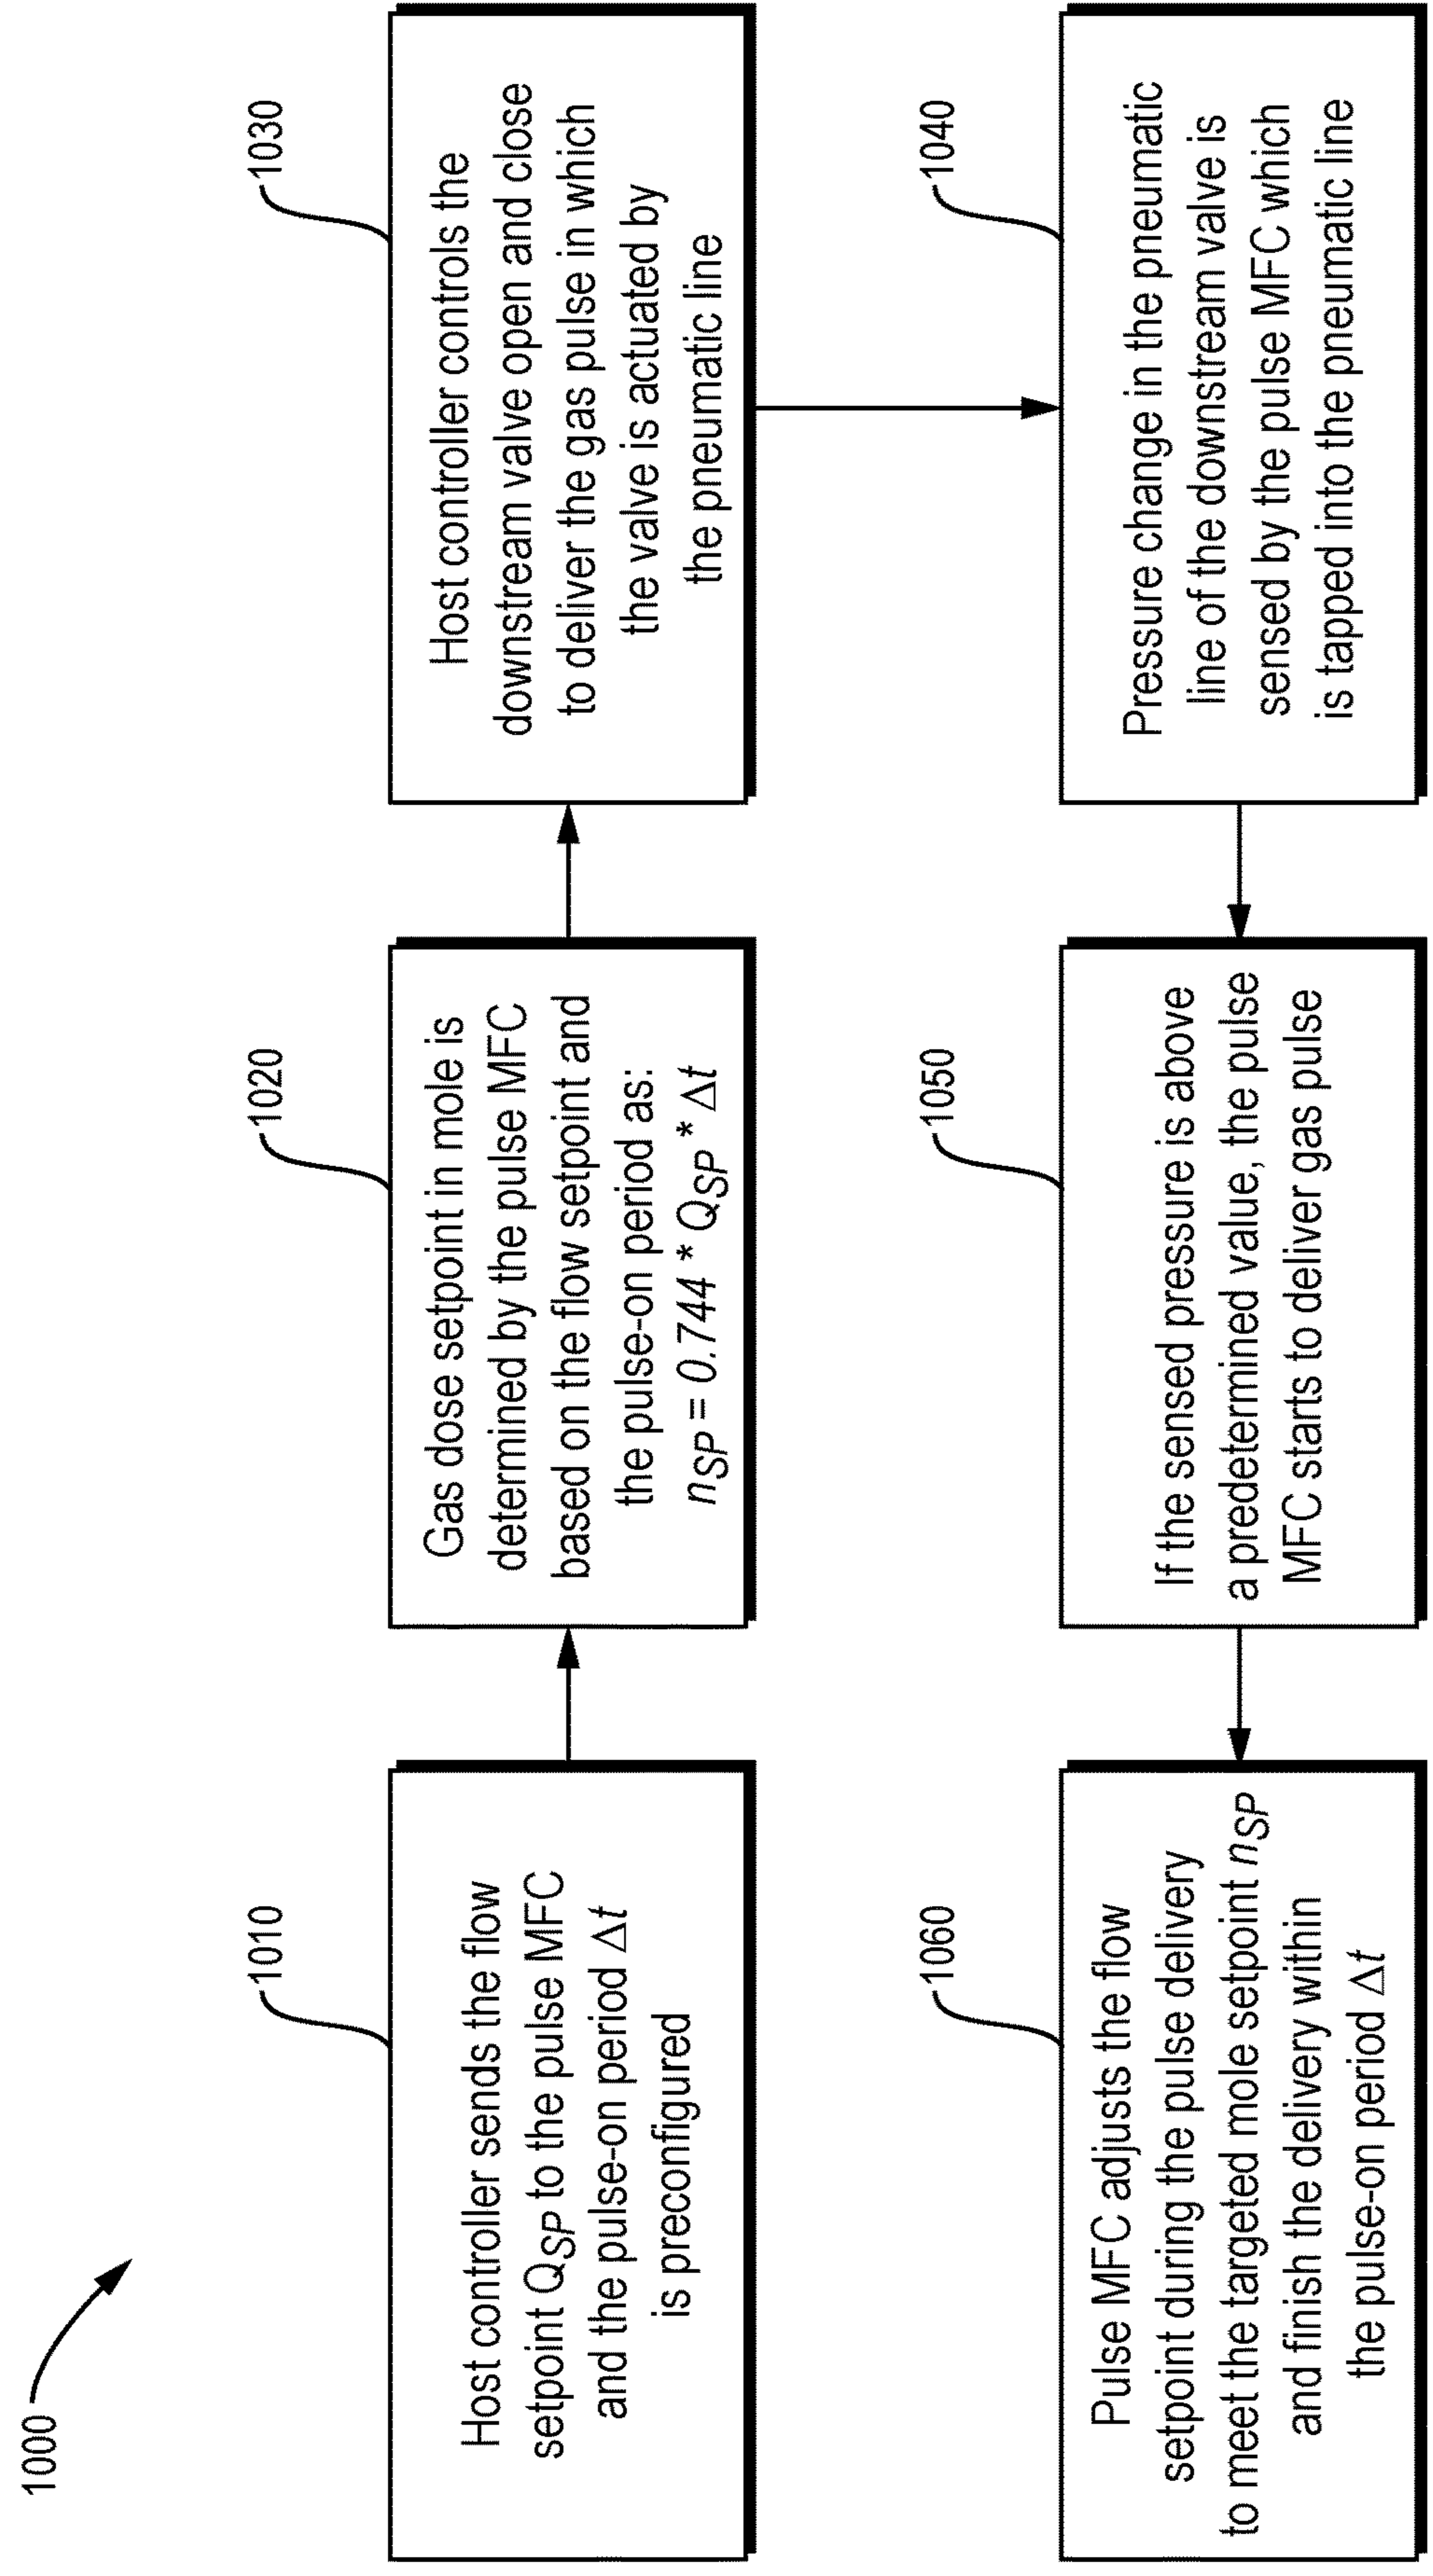 1000
1010
Host controller sends the flow
setpoint QSP to the pulse MFC
and the pulse-on period Δt
is preconfigured
1020
Gas dose setpoint in mole is
determined by the pulse MFC
based on the flow setpoint and
the pulse-on period as:
nSP = 0.744 * QSP * Δt
1030
Host controller controls the
downstream valve open and close
to deliver the gas pulse in which
the valve is actuated by
the pneumatic line
1040
Pressure change in the pneumatic
line of the downstream valve is
sensed by the pulse MFC which
is tapped into the pneumatic line
1050
If the sensed pressure is above
a predetermined value, the pulse
MFC starts to deliver gas pulse
1060
Pulse MFC adjusts the flow
setpoint during the pulse delivery
to meet the targeted mole setpoint nSP
and finish the delivery within
the pulse-on period Δt